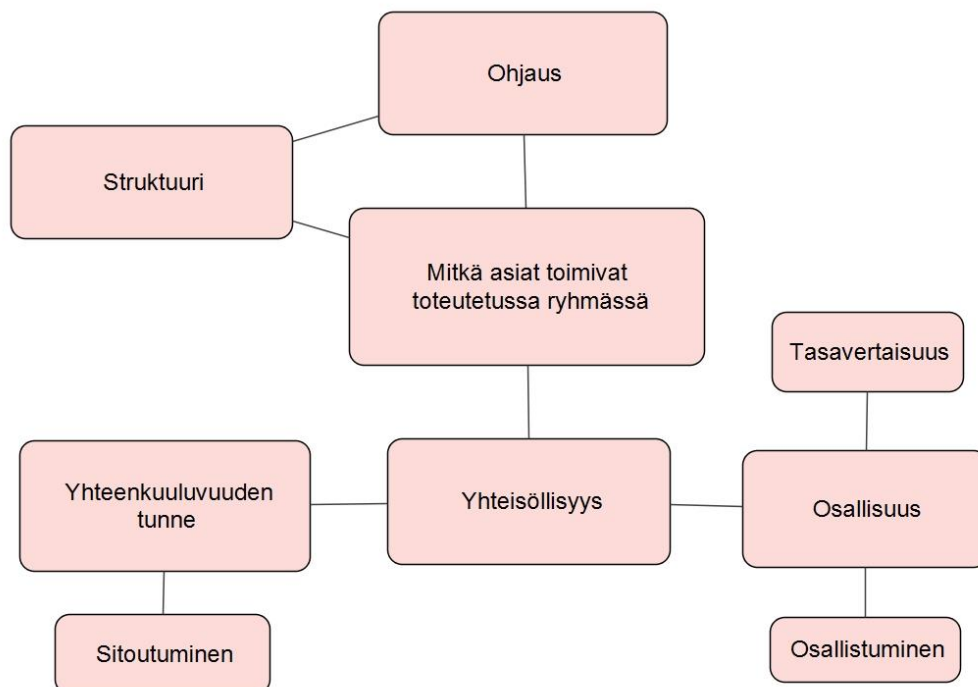 Ohjaus
Struktuuri
Mitkä asiat toimivat
toteutetussa ryhmässä
Tasavertaisuus
Yhteenkuuluvuuden
tunne
Yhteisöllisyys
Osallisuus
Sitoutuminen
Osallistuminen